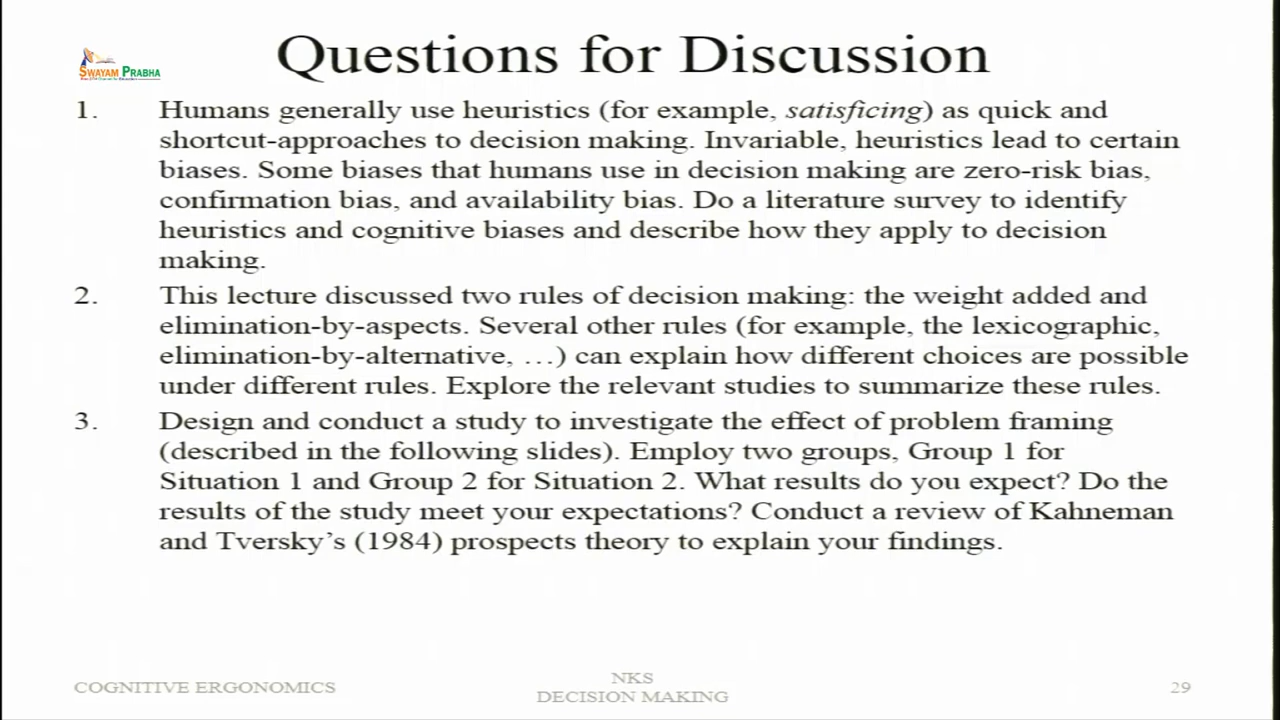 Questions for Discussion
SWAYAM PRABHA
1. Humans generally use heuristics (for example, satisficing) as quick and
shortcut-approaches to decision making. Invariable, heuristics lead to certain
biases. Some biases that humans use in decision making are zero-risk bias,
confirmation bias, and availability bias. Do a literature survey to identify
heuristics and cognitive biases and describe how they apply to decision
making.
2. This lecture discussed two rules of decision making: the weight added and
elimination-by-aspects. Several other rules (for example, the lexicographic,
elimination-by-alternative, …) can explain how different choices are possible
under different rules. Explore the relevant studies to summarize these rules.
3. Design and conduct a study to investigate the effect of problem framing
(described in the following slides). Employ two groups, Group 1 for
Situation 1 and Group 2 for Situation 2. What results do you expect? Do the
results of the study meet your expectations? Conduct a review of Kahneman
and Tversky’s (1984) prospects theory to explain your findings.
COGNITIVE ERGONOMICS
NKS
DECISION MAKING
29